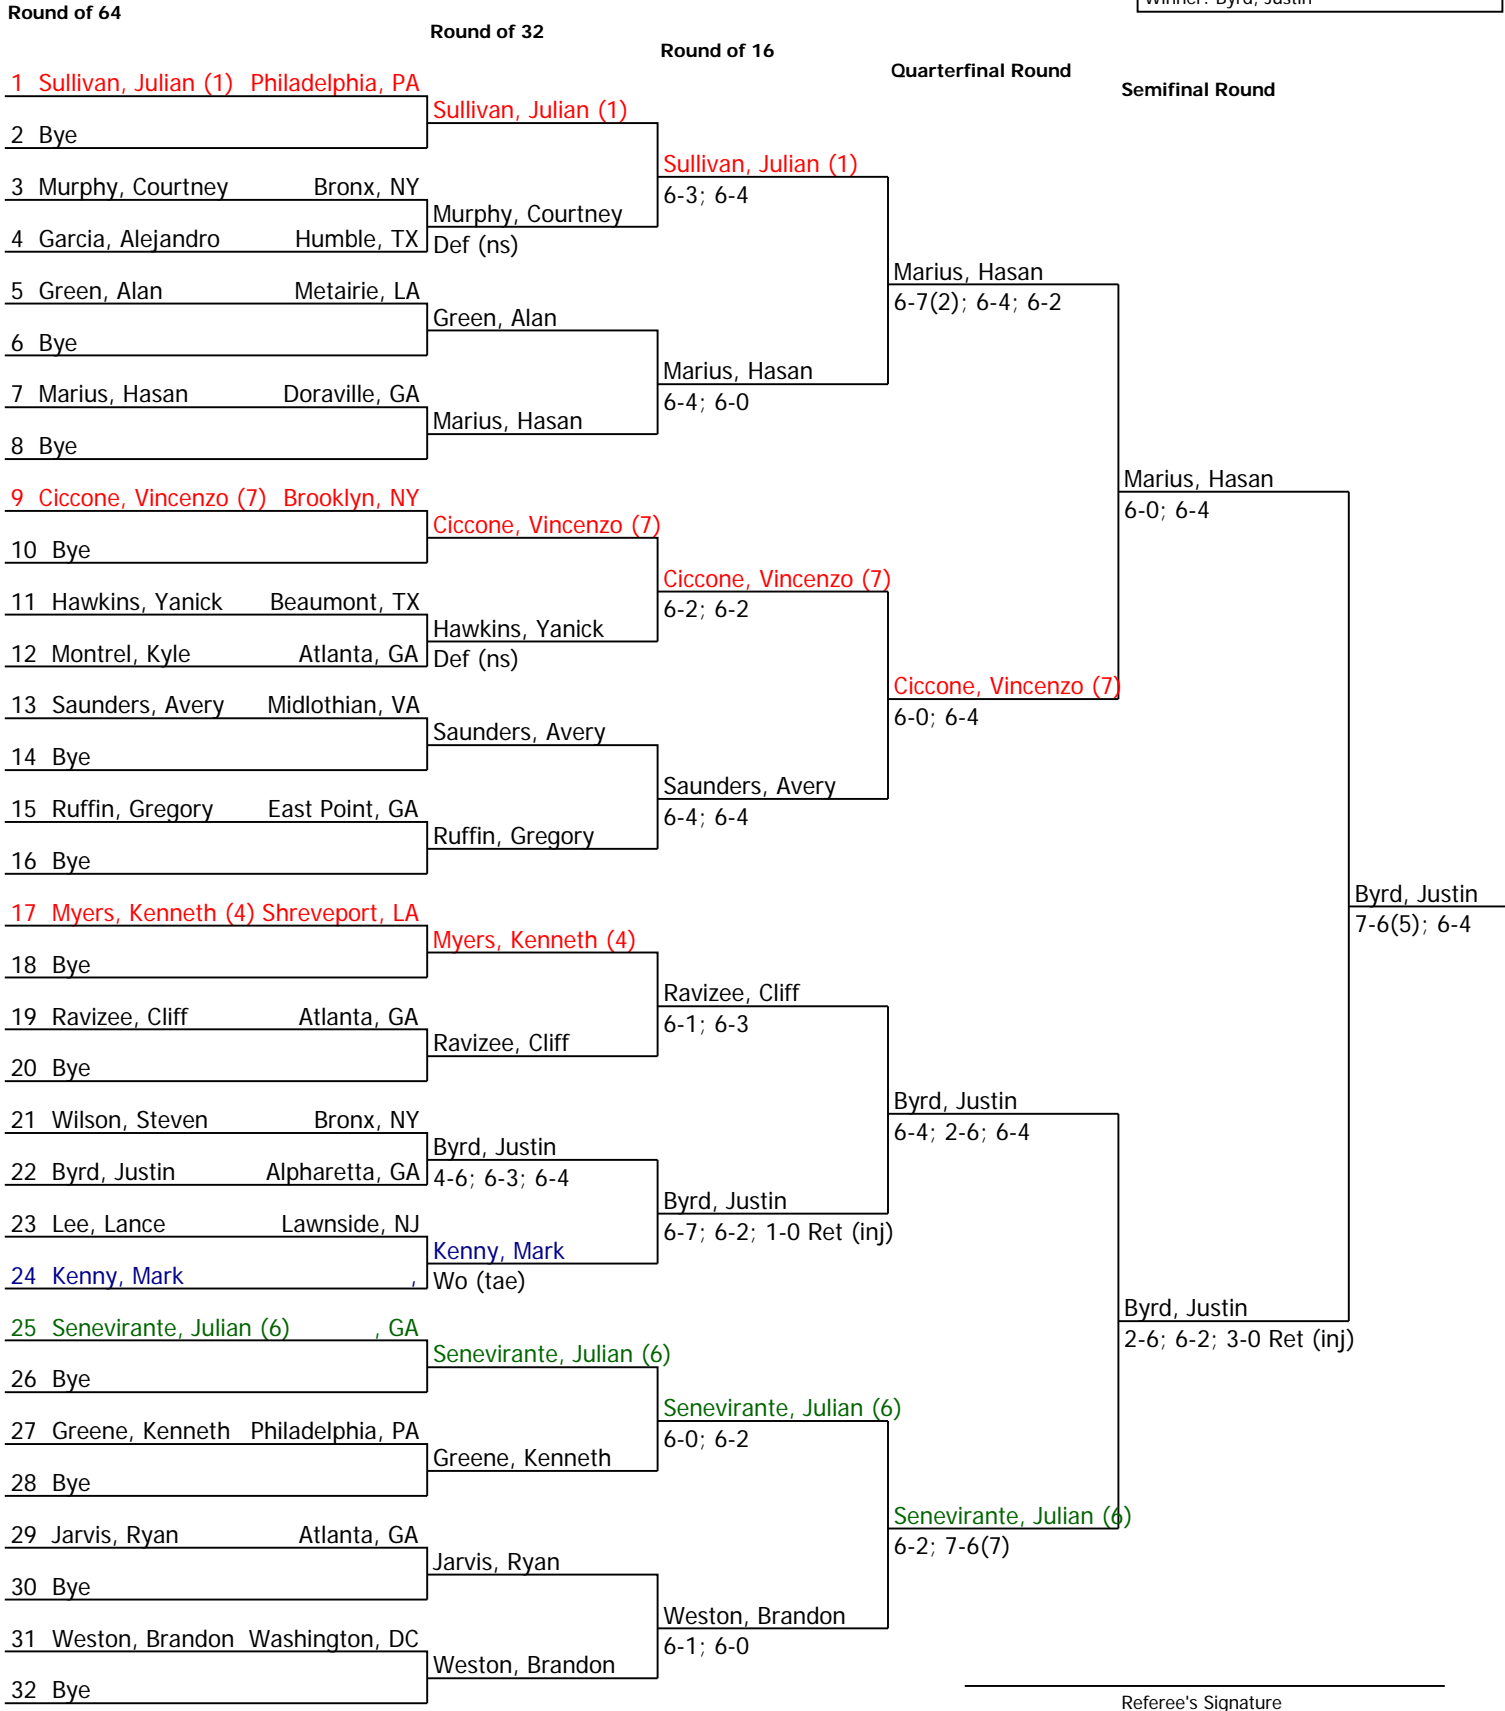 Winner: Byrd, Justin
Round of 64
Round of 32
Round of 16
Quarterfinal Round
Semifinal Round
1 Sullivan, Julian (1) Philadelphia, PA
2 Bye
3 Murphy, Courtney Bronx, NY
4 Garcia, Alejandro Humble, TX
5 Green, Alan Metairie, LA
6 Bye
7 Marius, Hasan Doraville, GA
8 Bye
9 Ciccone, Vincenzo (7) Brooklyn, NY
10 Bye
11 Hawkins, Yanick Beaumont, TX
12 Montrel, Kyle Atlanta, GA
13 Saunders, Avery Midlothian, VA
14 Bye
15 Ruffin, Gregory East Point, GA
16 Bye
17 Myers, Kenneth (4) Shreveport, LA
18 Bye
19 Ravizee, Cliff Atlanta, GA
20 Bye
21 Wilson, Steven Bronx, NY
22 Byrd, Justin Alpharetta, GA
23 Lee, Lance Lawnside, NJ
24 Kenny, Mark ,
25 Senevirante, Julian (6) , GA
26 Bye
27 Greene, Kenneth Philadelphia, PA
28 Bye
29 Jarvis, Ryan Atlanta, GA
30 Bye
31 Weston, Brandon Washington, DC
32 Bye
Sullivan, Julian (1)
Murphy, Courtney
Def (ns)
Green, Alan
Marius, Hasan
Ciccone, Vincenzo (7)
Hawkins, Yanick
Def (ns)
Saunders, Avery
Ruffin, Gregory
Myers, Kenneth (4)
Ravizee, Cliff
Byrd, Justin
4-6; 6-3; 6-4
Kenny, Mark
Wo (tae)
Senevirante, Julian (6)
Greene, Kenneth
Jarvis, Ryan
Weston, Brandon
Sullivan, Julian (1)
6-3; 6-4
Marius, Hasan
6-4; 6-0
Ciccone, Vincenzo (7)
6-2; 6-2
Saunders, Avery
6-4; 6-4
Ravizee, Cliff
6-1; 6-3
Byrd, Justin
6-7; 6-2; 1-0 Ret (inj)
Senevirante, Julian (6)
6-0; 6-2
Weston, Brandon
6-1; 6-0
Marius, Hasan
6-7(2); 6-4; 6-2
Ciccone, Vincenzo (7)
6-0; 6-4
Byrd, Justin
6-4; 2-6; 6-4
Senevirante, Julian (6)
6-2; 7-6(7)
Marius, Hasan
6-0; 6-4
Byrd, Justin
2-6; 6-2; 3-0 Ret (inj)
Byrd, Justin
7-6(5); 6-4
Referee's Signature